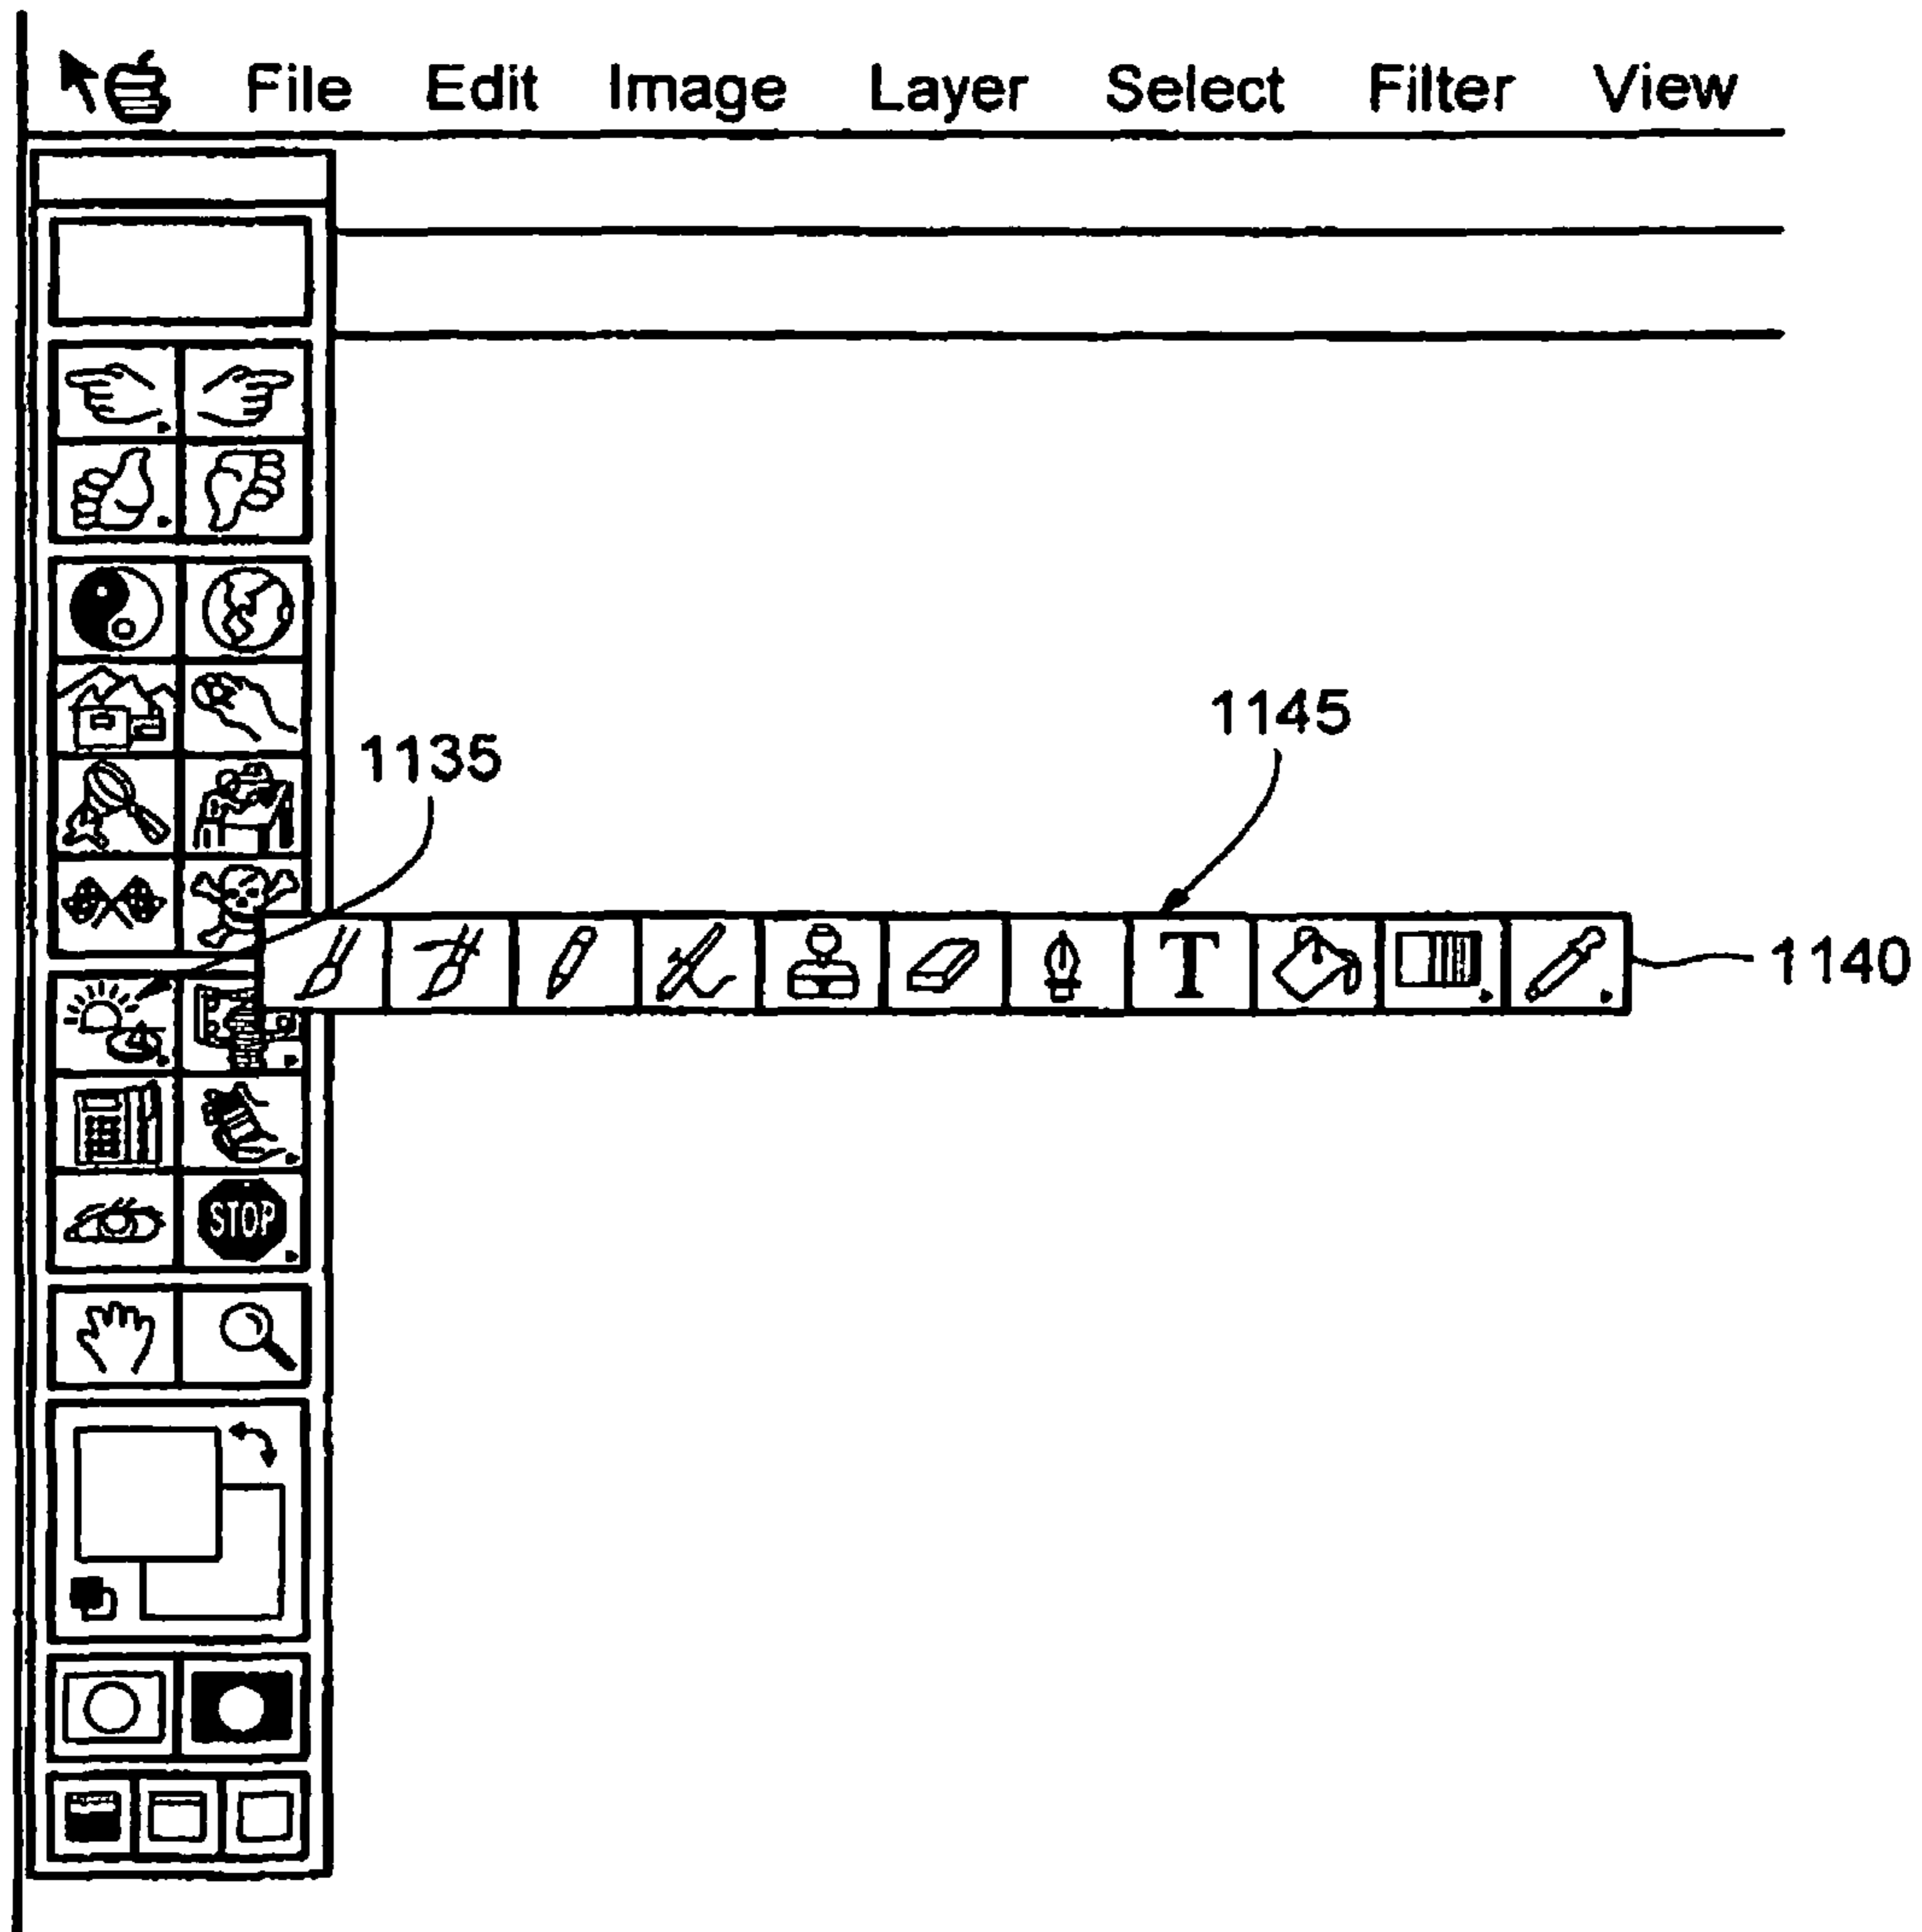 File Edit Image Layer Select Filter View
1145
1135
T
1140
STOP